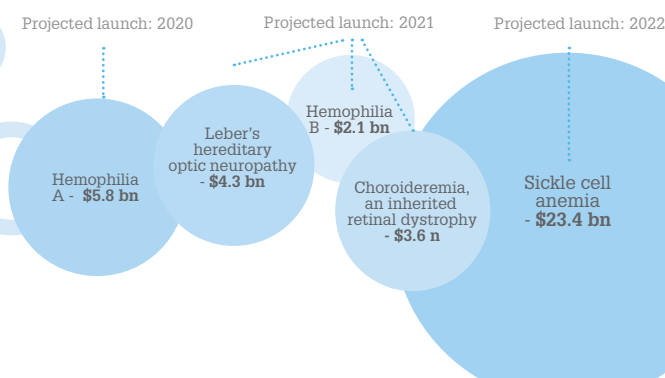 Projected launch: 2020
Projected launch: 2021
Projected launch: 2022
Hemophilia
A - $5.8 bn
Leber's
hereditary
optic neuropathy
- $4.3 bn
Hemophilia
B - $2.1 bn
Choroideremia,
an inherited
retinal dystrophy
- $3.6 n
Sickle cell
anemia
- $23.4 bn